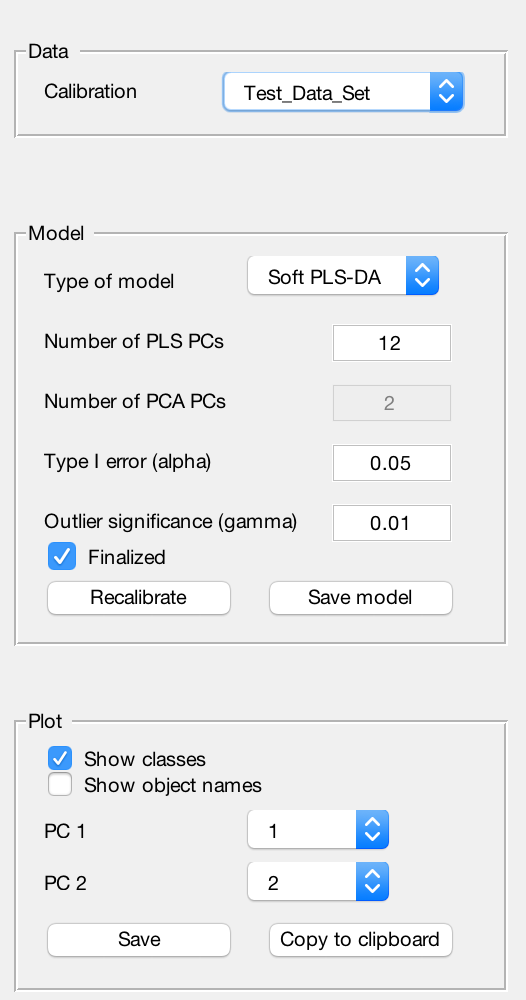 Data
Calibration Test_Data_Set
Model
Type of model Soft PLS-DA
Number of PLS PCs 12
Number of PCA PCs 2
Type I error (alpha) 0.05
Outlier significance (gamma) 0.01
Finalized
Recalibrate Save model
Plot
Show classes
Show object names
PC 1 1
PC 2 2
Save Copy to clipboard